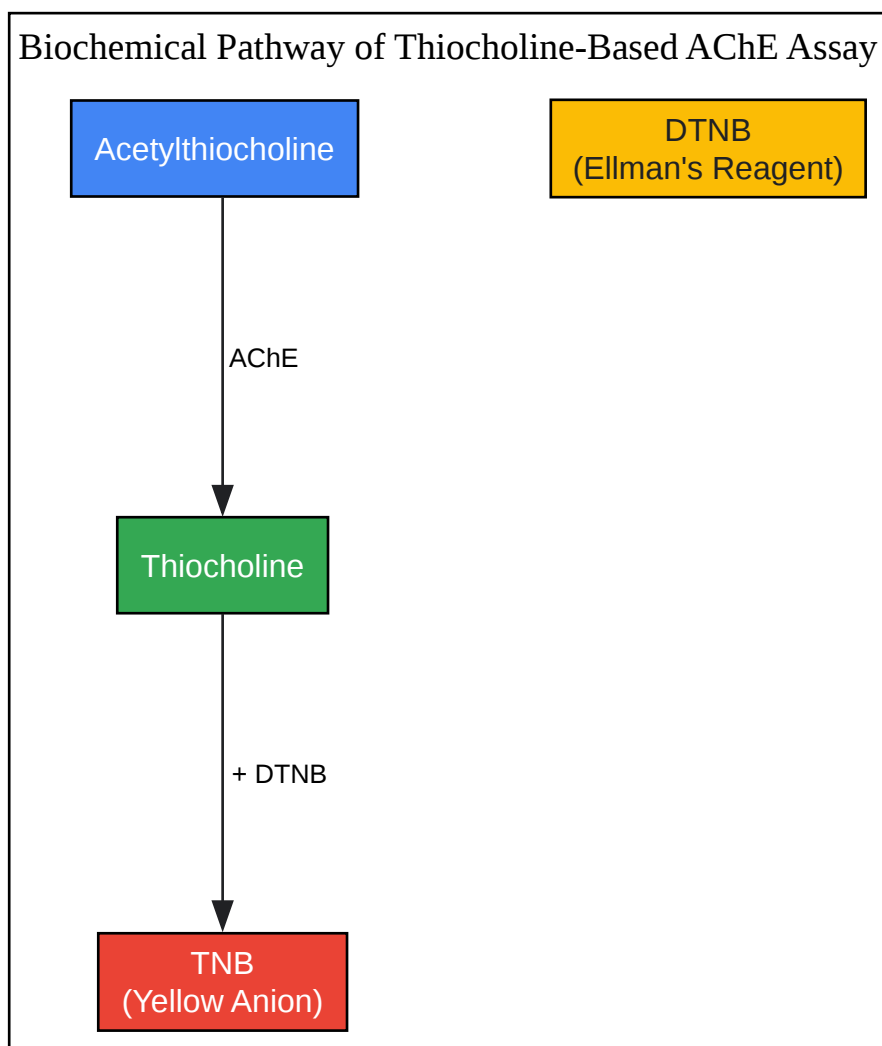 Biochemical Pathway of Thiocholine-Based AChE Assay
Acetylthiocholine
DTNB
(Ellman's Reagent)
AChE
Thiocholine
+ DTNB
TNB
(Yellow Anion)